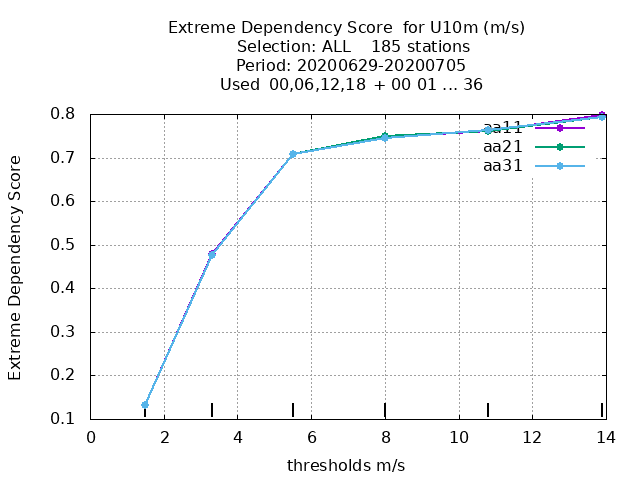 Extreme Dependency Score  for U10m (m/s)
Selection: ALL    185 stations
Period: 20200629-20200705
Used  00,06,12,18  + 00 01 ... 36
Extreme Dependency Score
0.8
0.7
0.6
0.5
0.4
0.3
0.2
0.1
aa11
aa21
aa31
0 2 4 6 8 10 12 14
thresholds m/s